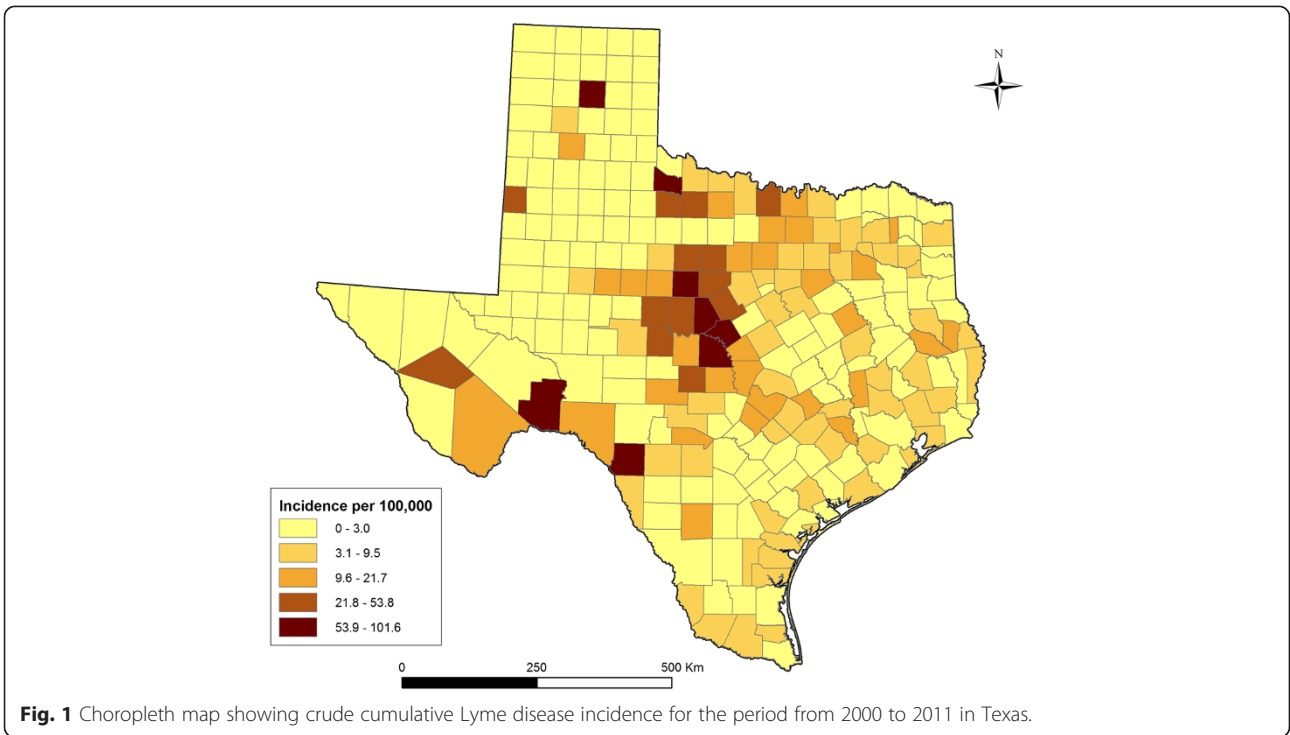 N
Incidence per 100,000
0 - 3.0
3.1 - 9.5
9.6 - 21.7
21.8 - 53.8
53.9 - 101.6
0 250 500 Km
Fig. 1 Choropleth map showing crude cumulative Lyme disease incidence for the period from 2000 to 2011 in Texas.